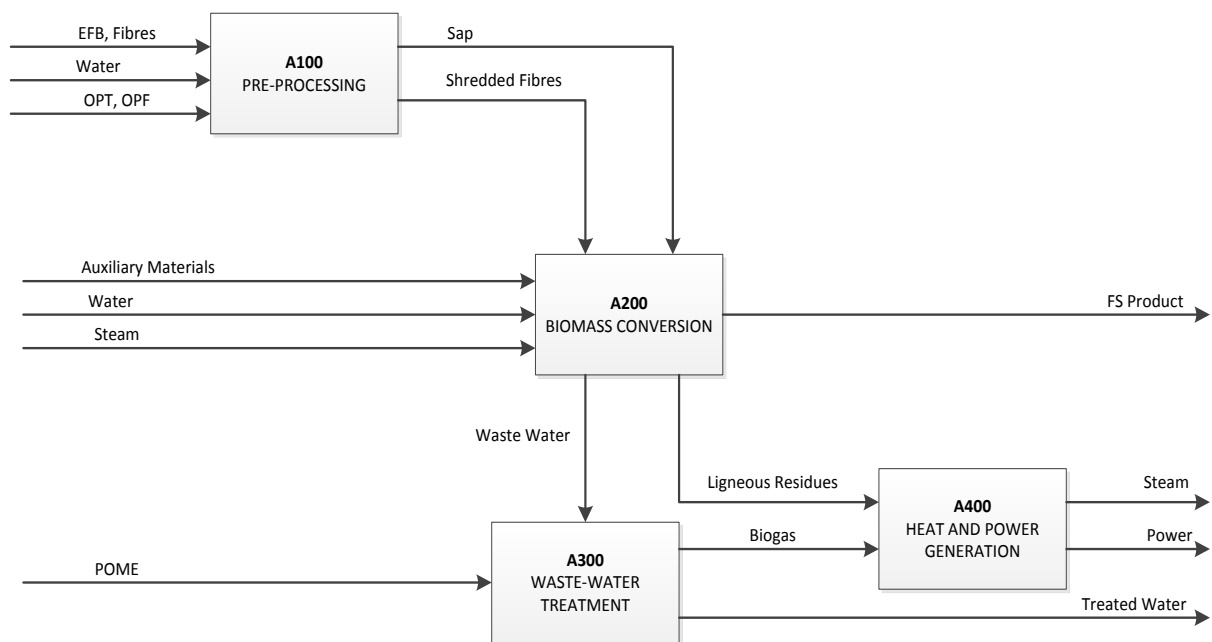 EFB, Fibres
Water
OPT, OPF
A100
PRE-PROCESSING
Sap
Shredded Fibres
Auxiliary Materials
Water
Steam
A200
BIOMASS CONVERSION
FS Product
Waste Water
Ligneous Residues
A400
HEAT AND POWER
GENERATION
Steam
Power
POME
A300
WASTE-WATER
TREATMENT
Biogas
Treated Water